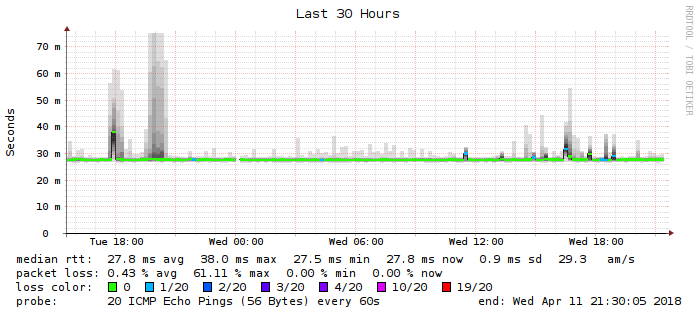 Last 30 Hours
RRDTOOL / TOBI OETIKER
Seconds
70 m
60 m
50 m
40 m
30 m
20 m
10 m
0
Tue 18:00 Wed 00:00 Wed 06:00 Wed 12:00 Wed 18:00
median rtt: 27.8 ms avg 38.0 ms max 27.5 ms min 27.8 ms now 0.9 ms sd 29.3 am/s
packet loss: 0.43 % avg 61.11 % max 0.00 % min 0.00 % now
loss color: 0 1/20 2/20 3/20 4/20 10/20 19/20
probe: 20 ICMP Echo Pings (56 Bytes) every 60s end: Wed Apr 11 21:30:05 2018